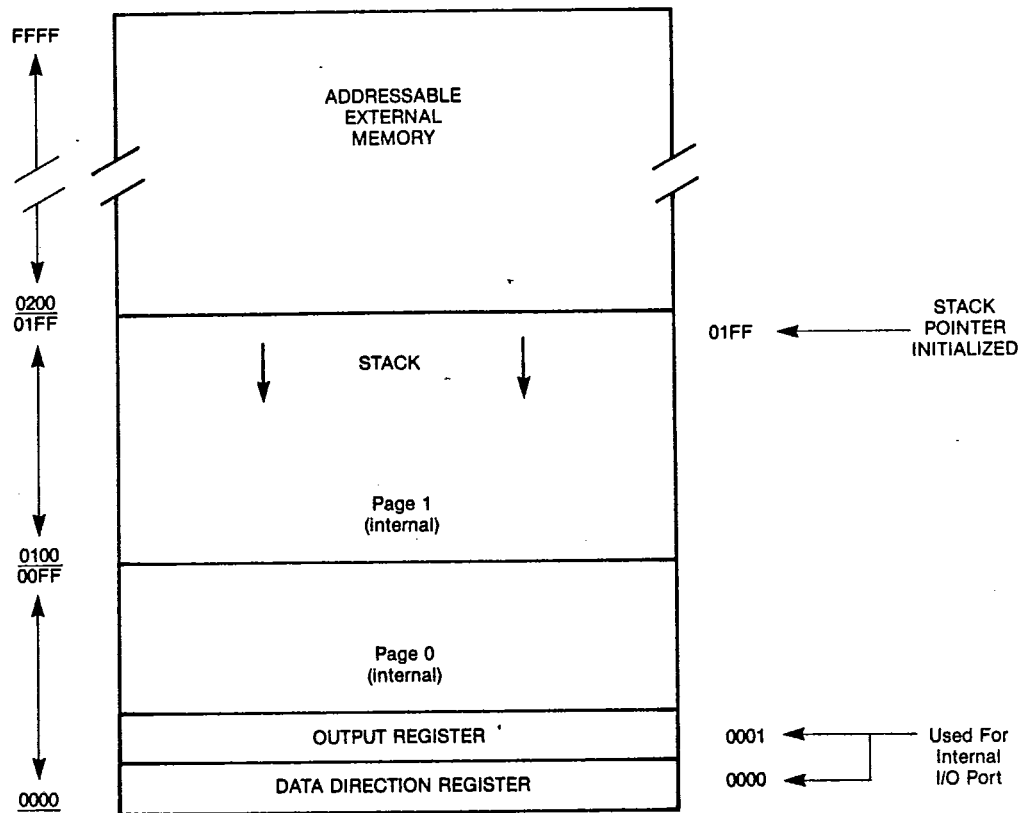 FFFF
ADDRESSABLE
EXTERNAL
MEMORY
0200
01FF
STACK
01FF
STACK
POINTER
INITIALIZED
Page 1
(internal)
0100
00FF
Page 0
(internal)
OUTPUT REGISTER
0001
Used For
Internal
I/O Port
DATA DIRECTION REGISTER
0000
0000